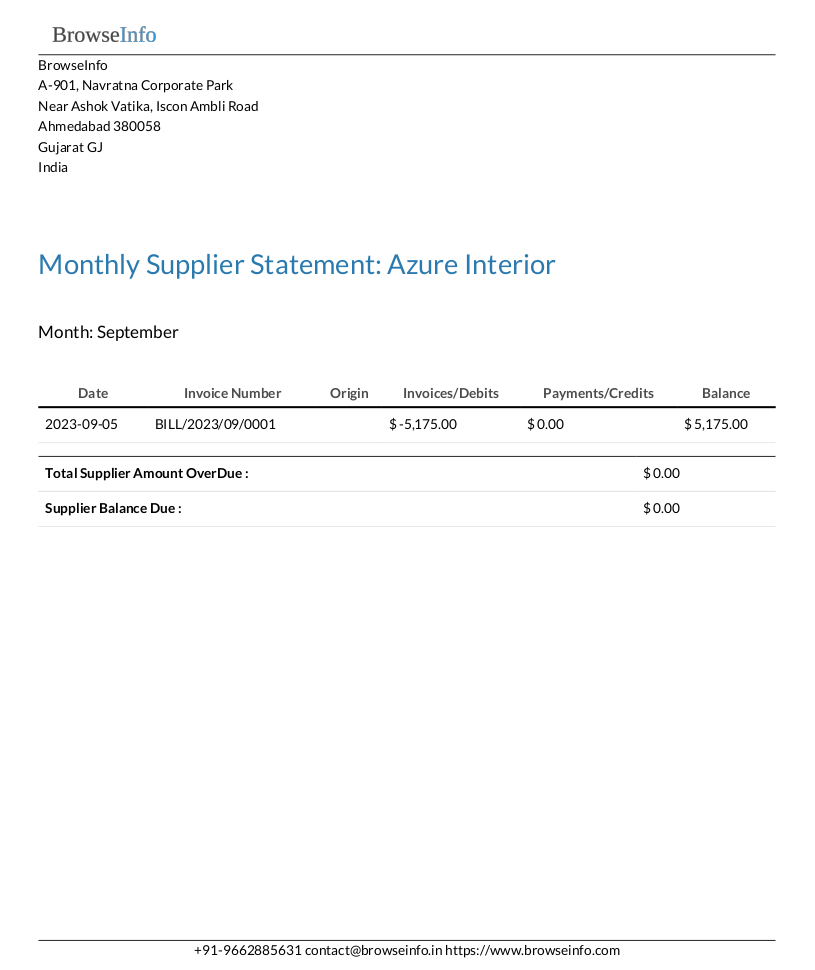 BrowseInfo
BrowseInfo
A-901, Navratna Corporate Park
Near Ashok Vatika, Iscon Ambli Road
Ahmedabad 380058
Gujarat GJ
India
Monthly Supplier Statement: Azure Interior
Month: September
Date Invoice Number Origin Invoices/Debits Payments/Credits Balance
2023-09-05 BILL/2023/09/0001 $ -5,175.00 $ 0.00 $ 5,175.00
Total Supplier Amount OverDue : $ 0.00
Supplier Balance Due : $ 0.00
+91-9662885631 contact@browseinfo.in https://www.browseinfo.com